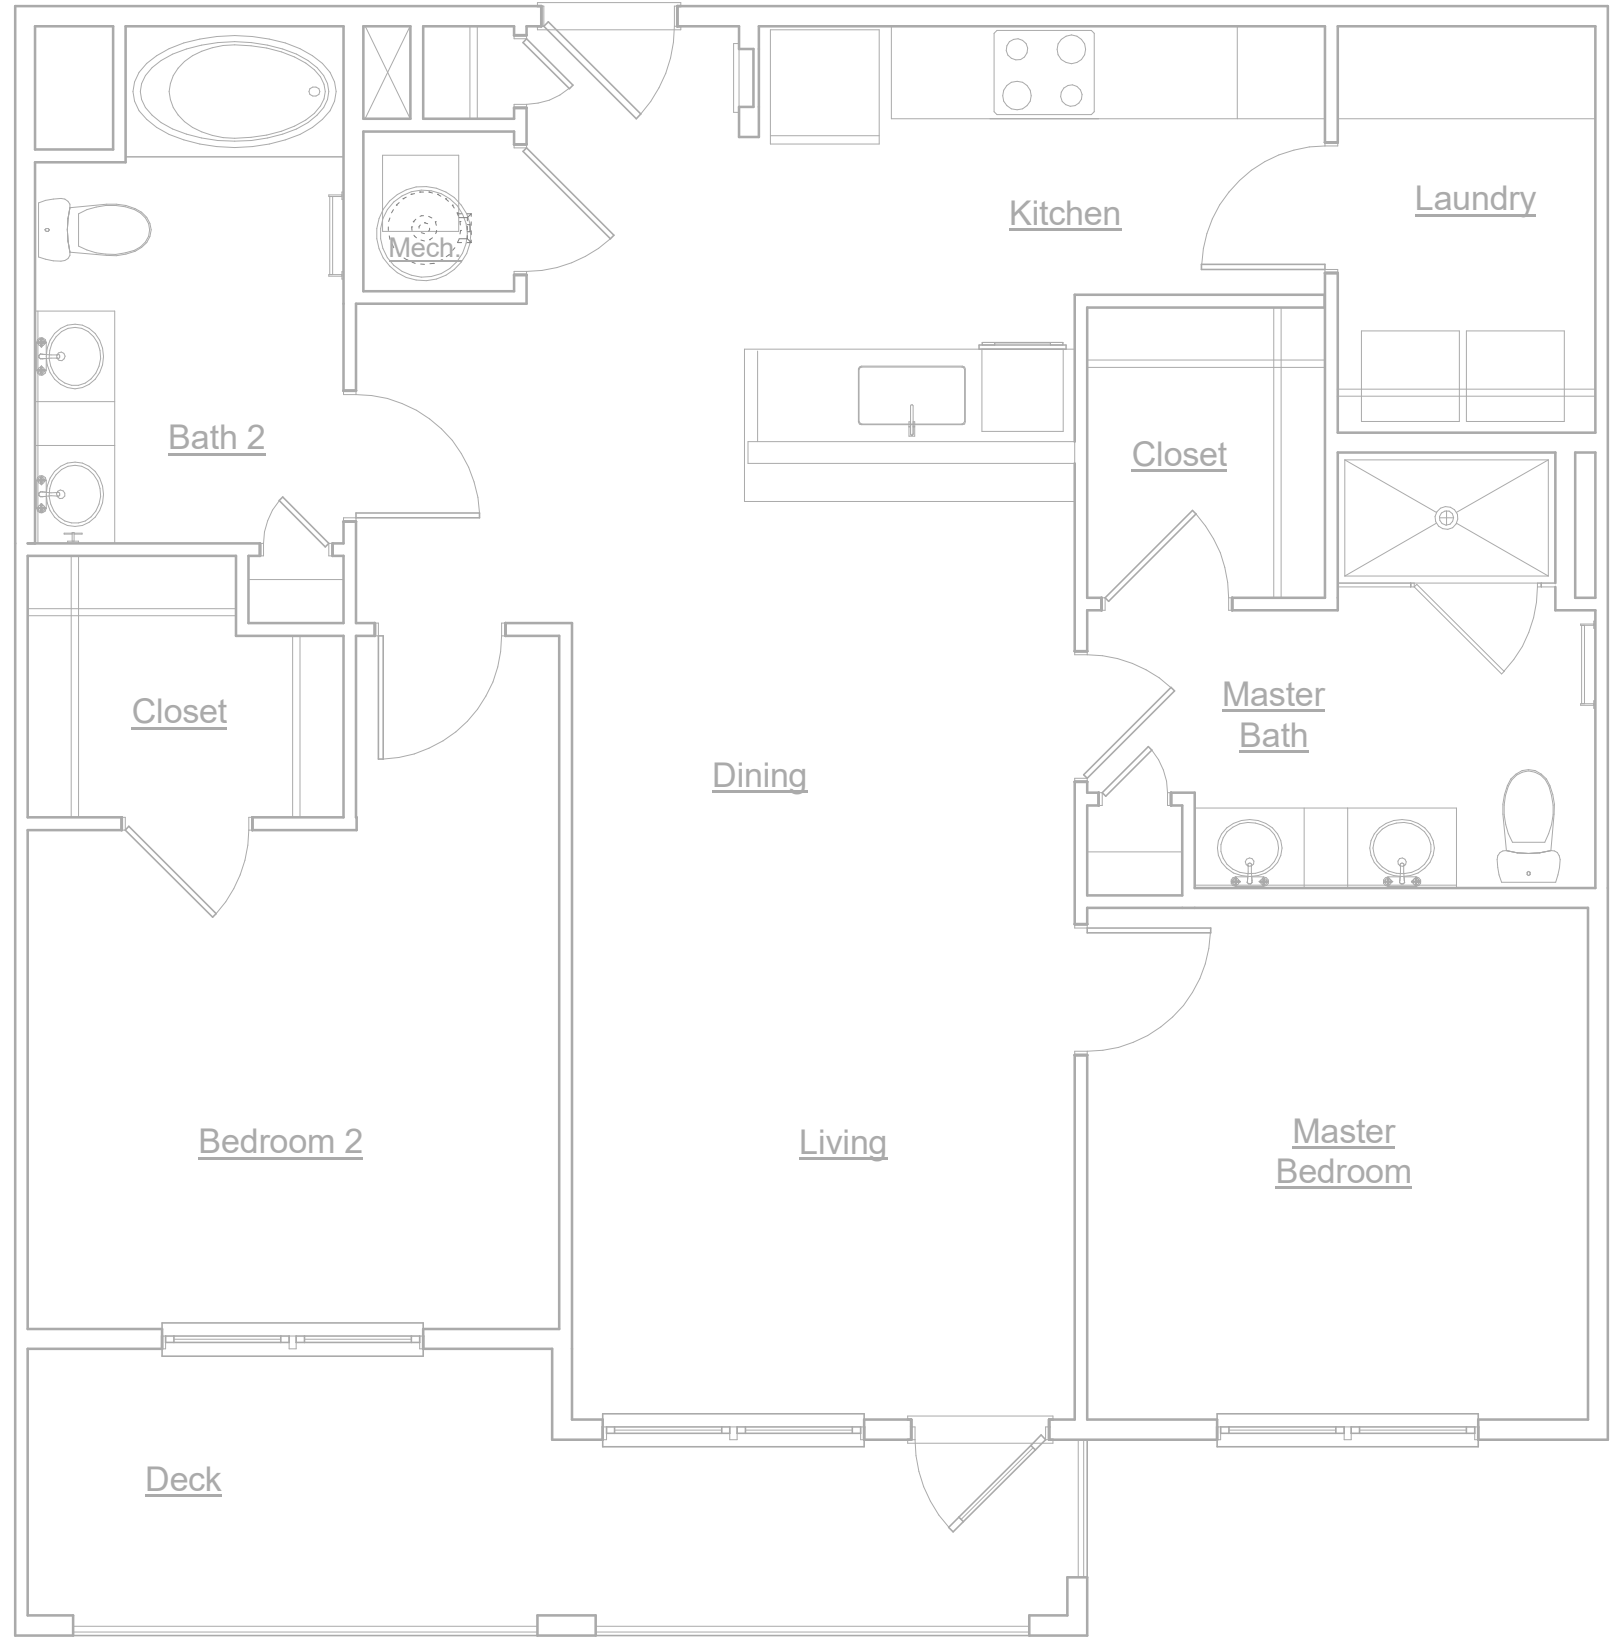 Kitchen
Laundry
Mech.
Bath 2
Closet
Closet
Master
Bath
Dining
Bedroom 2
Living
Master
Bedroom
Deck